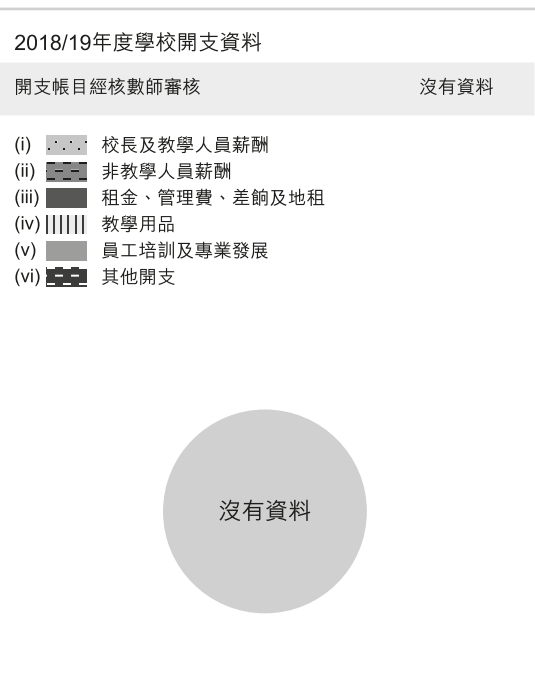 2018/19年度學校開支資料
開支帳目經核數師審核 沒有資料
(i) 校長及教學人員薪酬
(ii) 非教學人員薪酬
(iii) 租金、管理費、差餉及地租
(iv) 教學用品
(v) 員工培訓及專業發展
(vi) 其他開支
沒有資料